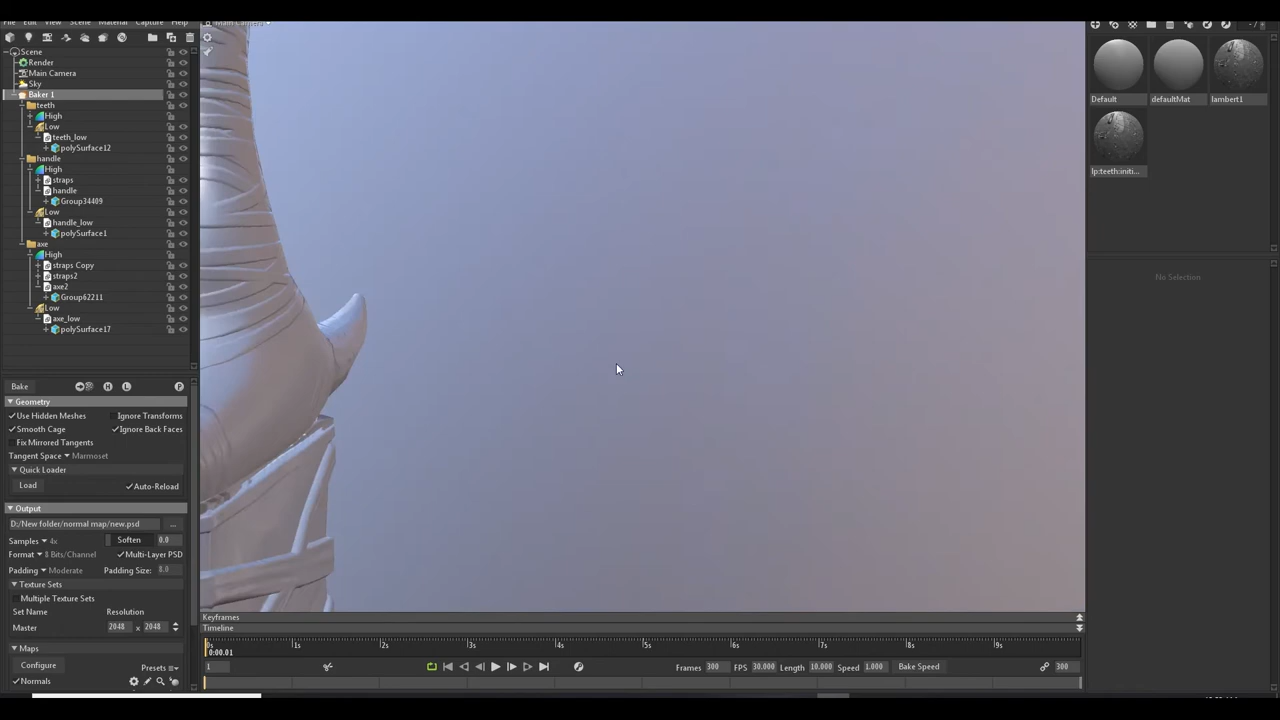 File Edit View Scene Material Capture Help
Main Camera
Scene
Render
Main Camera
Sky
Baker 1
teeth
High
Low
teeth_low
polySurface12
handle
High
straps
handle
Group34409
Low
handle_low
polySurface1
axe
High
straps Copy
straps2
axe2
Group62211
Low
axe_low
polySurface17
Bake H L P
Geometry
Use Hidden Meshes Ignore Transforms
Smooth Cage Ignore Back Faces
Fix Mirrored Tangents
Tangent Space Marmoset
Quick Loader
Load Auto-Reload
Output
D:/New folder/normal map/new.psd ...
Samples 4x Soften 0.0
Format 8 Bits/Channel Multi-Layer PSD
Padding Moderate Padding Size: 8.0
Texture Sets
Multiple Texture Sets
Set Name Resolution
Master 2048 x 2048
Maps
Configure Presets
Normals
Keyframes
Timeline
0s 1s 2s 3s 4s 5s 6s 7s 8s 9s
0:00.01
1 Frames 300 FPS 30.000 Length 10.000 Speed 1.000 Bake Speed 300
Default defaultMat lambert1
lp:teeth:initi...
No Selection